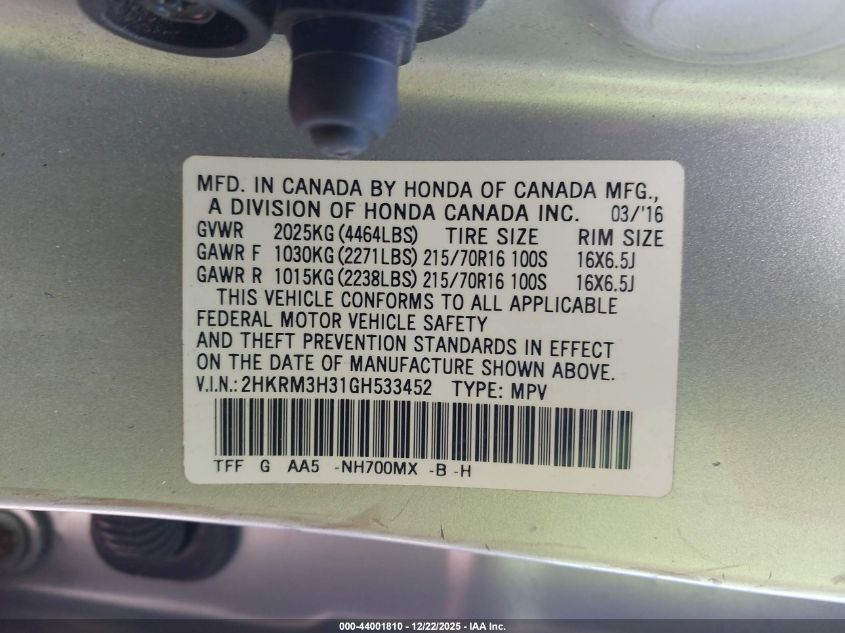 MFD. IN CANADA BY HONDA OF CANADA MFG.,
A DIVISION OF HONDA CANADA INC. 03/'16
GVWR 2025KG (4464LBS) TIRE SIZE RIM SIZE
GAWR F 1030KG (2271LBS) 215/70R16 100S 16X6.5J
GAWR R 1015KG (2238LBS) 215/70R16 100S 16X6.5J
THIS VEHICLE CONFORMS TO ALL APPLICABLE
FEDERAL MOTOR VEHICLE SAFETY
AND THEFT PREVENTION STANDARDS IN EFFECT
ON THE DATE OF MANUFACTURE SHOWN ABOVE.
V.I.N.: 2HKRM3H31GH533452 TYPE: MPV
TFF G AA5 -NH700MX -B -H
000-44001810 - 12/22/2025 - IAA Inc.